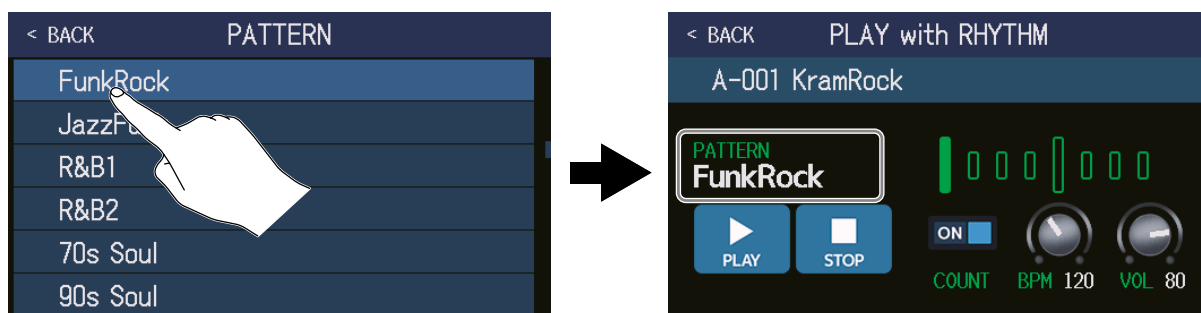 < BACK PATTERN
FunkRock
R&B1
R&B2
70s Soul
90s Soul
< BACK PLAY with RHYTHM
A-001 KramRock
PATTERN
FunkRock
PLAY STOP ON
COUNT BPM 120 VOL 80